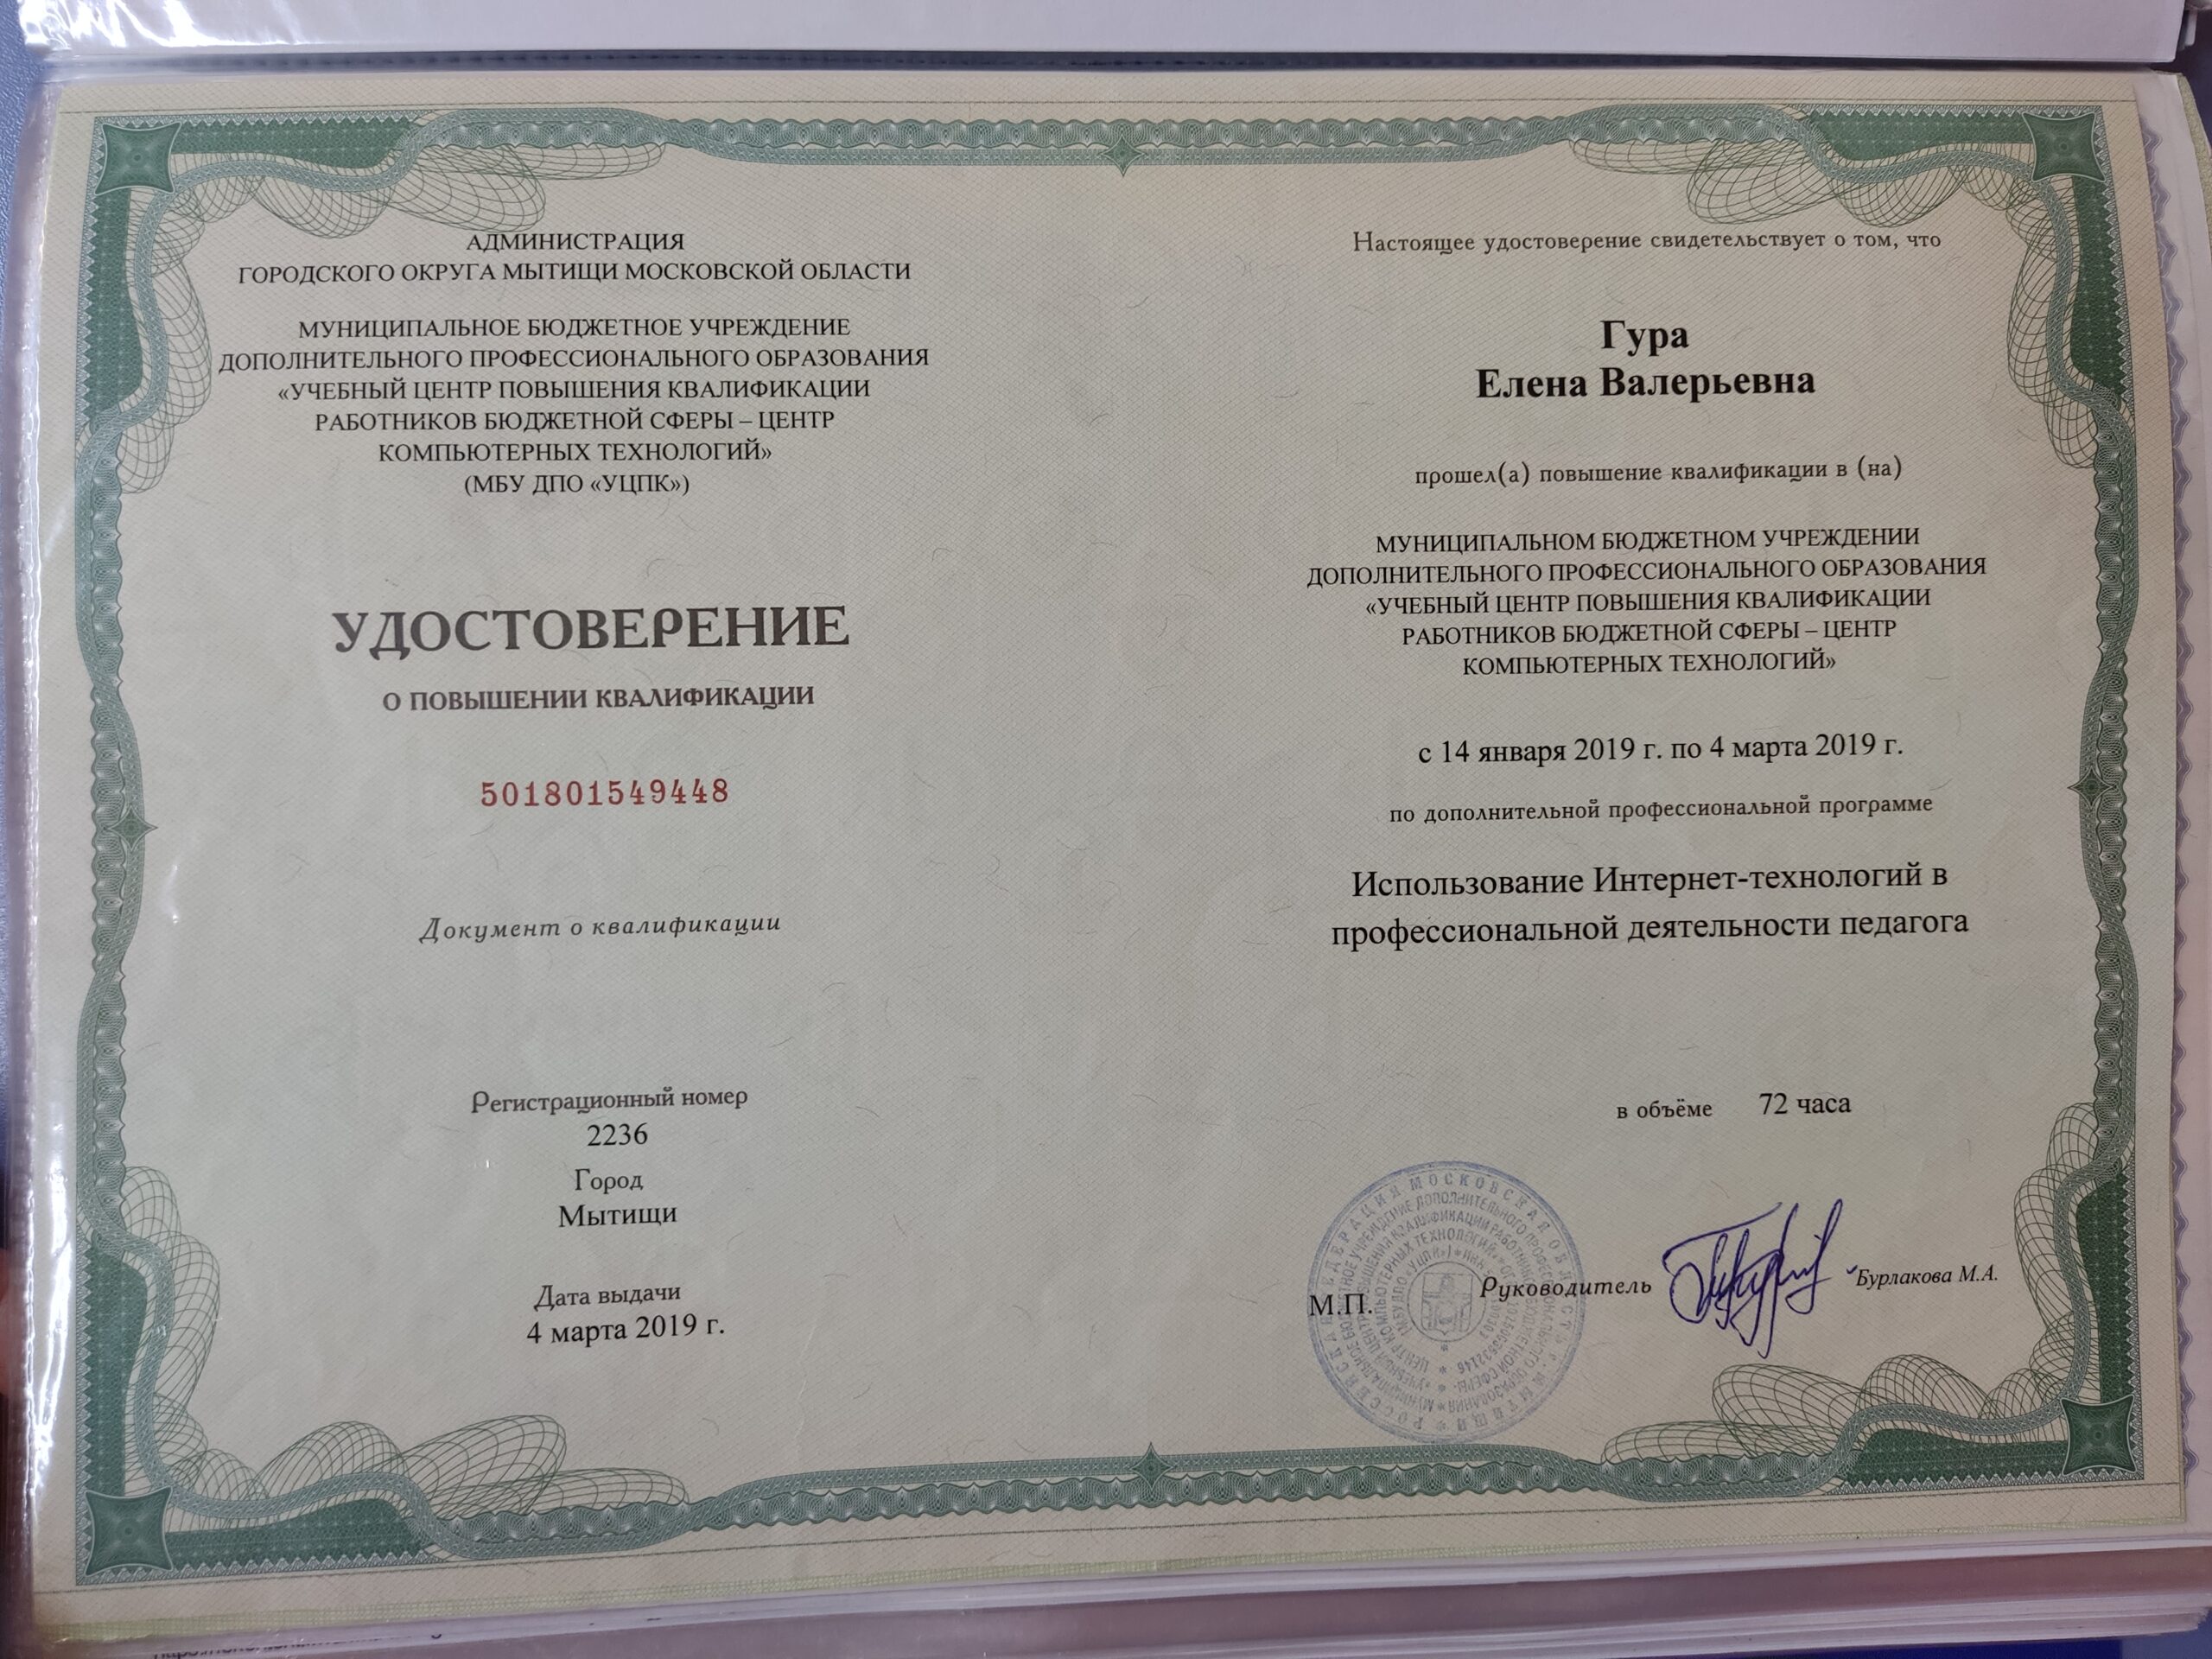 АДМИНИСТРАЦИЯ
ГОРОДСКОГО ОКРУГА МЫТИЩИ МОСКОВСКОЙ ОБЛАСТИ
МУНИЦИПАЛЬНОЕ БЮДЖЕТНОЕ УЧРЕЖДЕНИЕ
ДОПОЛНИТЕЛЬНОГО ПРОФЕССИОНАЛЬНОГО ОБРАЗОВАНИЯ
«УЧЕБНЫЙ ЦЕНТР ПОВЫШЕНИЯ КВАЛИФИКАЦИИ
РАБОТНИКОВ БЮДЖЕТНОЙ СФЕРЫ – ЦЕНТР
КОМПЬЮТЕРНЫХ ТЕХНОЛОГИЙ»
(МБУ ДПО «УЦПК»)
УДОСТОВЕРЕНИЕ
О ПОВЫШЕНИИ КВАЛИФИКАЦИИ
501801549448
Документ о квалификации
Регистрационный номер
2236
Город
Мытищи
Дата выдачи
4 марта 2019 г.
Настоящее удостоверение свидетельствует о том, что
Гура
Елена Валерьевна
прошел(а) повышение квалификации в (на)
МУНИЦИПАЛЬНОМ БЮДЖЕТНОМ УЧРЕЖДЕНИИ
ДОПОЛНИТЕЛЬНОГО ПРОФЕССИОНАЛЬНОГО ОБРАЗОВАНИЯ
«УЧЕБНЫЙ ЦЕНТР ПОВЫШЕНИЯ КВАЛИФИКАЦИИ
РАБОТНИКОВ БЮДЖЕТНОЙ СФЕРЫ – ЦЕНТР
КОМПЬЮТЕРНЫХ ТЕХНОЛОГИЙ»
с 14 января 2019 г. по 4 марта 2019 г.
по дополнительной профессиональной программе
Использование Интернет-технологий в
профессиональной деятельности педагога
в объёме 72 часа
М.П.
Руководитель Бурлакова М.А.